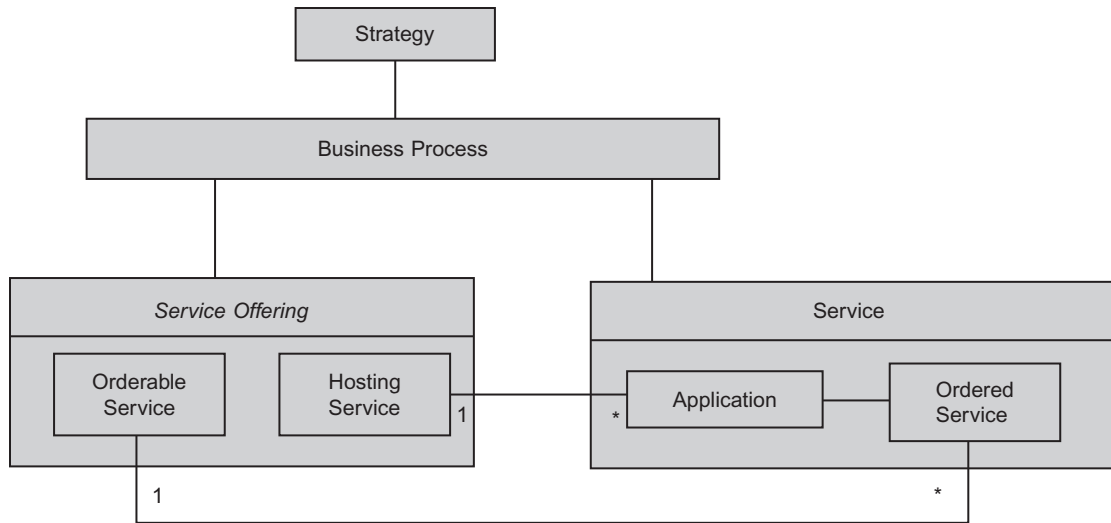 Strategy
Business Process
Service Offering
Service
Orderable
Service
Hosting
Service
Application
Ordered
Service
1
*
1
*